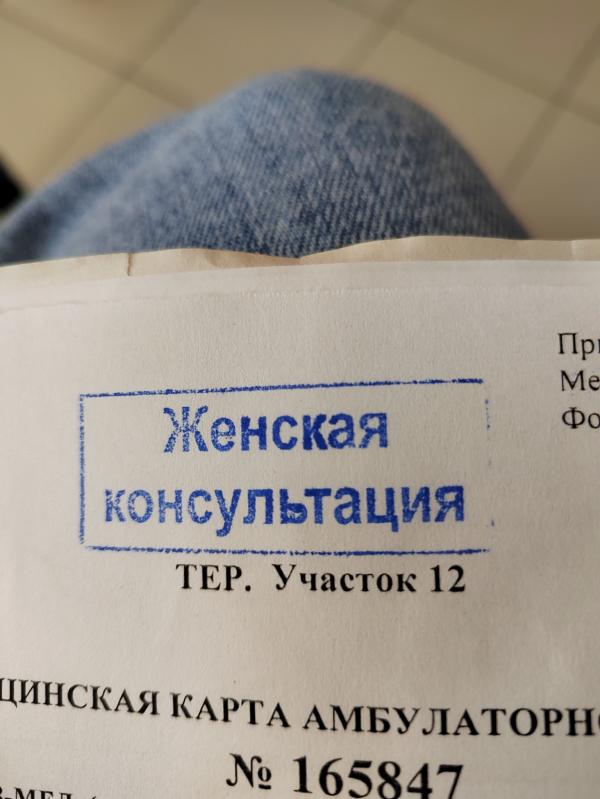 Женская
консультация
ТЕР. Участок 12
ЦИНСКАЯ КАРТА АМБУЛАТОРН
№ 165847